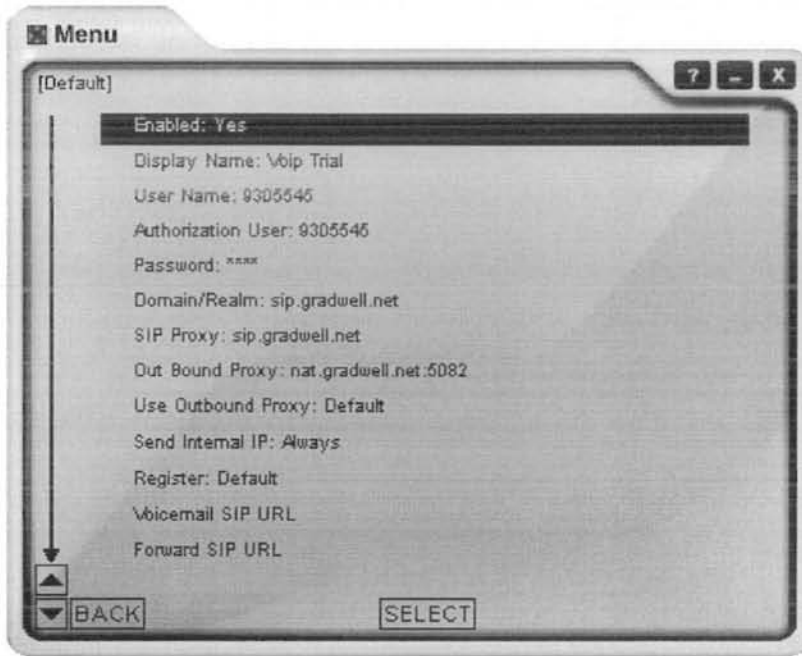 Menu
[Default]
? - X
Enabled: Yes
Display Name: Voip Trial
User Name: 9305545
Authorization User: 9305545
Password: ****
Domain/Realm: sip.gradwell.net
SIP Proxy: sip.gradwell.net
Out Bound Proxy: nat.gradwell.net:5082
Use Outbound Proxy: Default
Send Internal IP: Always
Register: Default
Voicemail SIP URL
Forward SIP URL
BACK SELECT